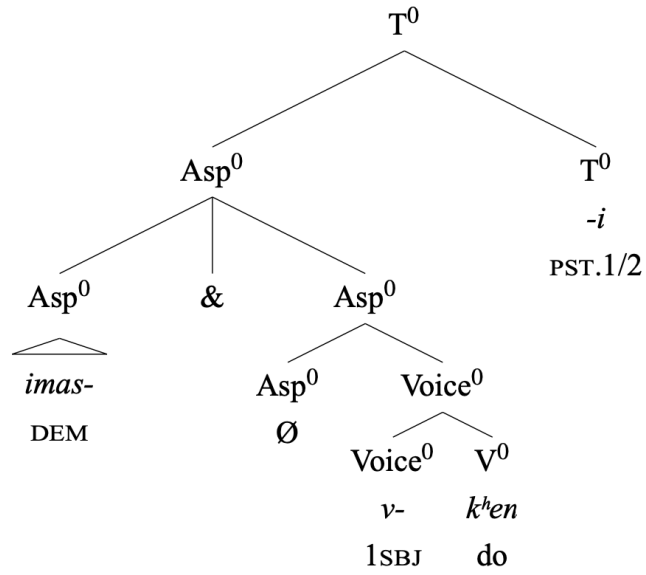 T⁰
Asp⁰ T⁰
-i
PST.1/2
Asp⁰ & Asp⁰
imas- Asp⁰ Voice⁰
DEM Ø
Voice⁰ V⁰
v- kʰen
1SBJ do